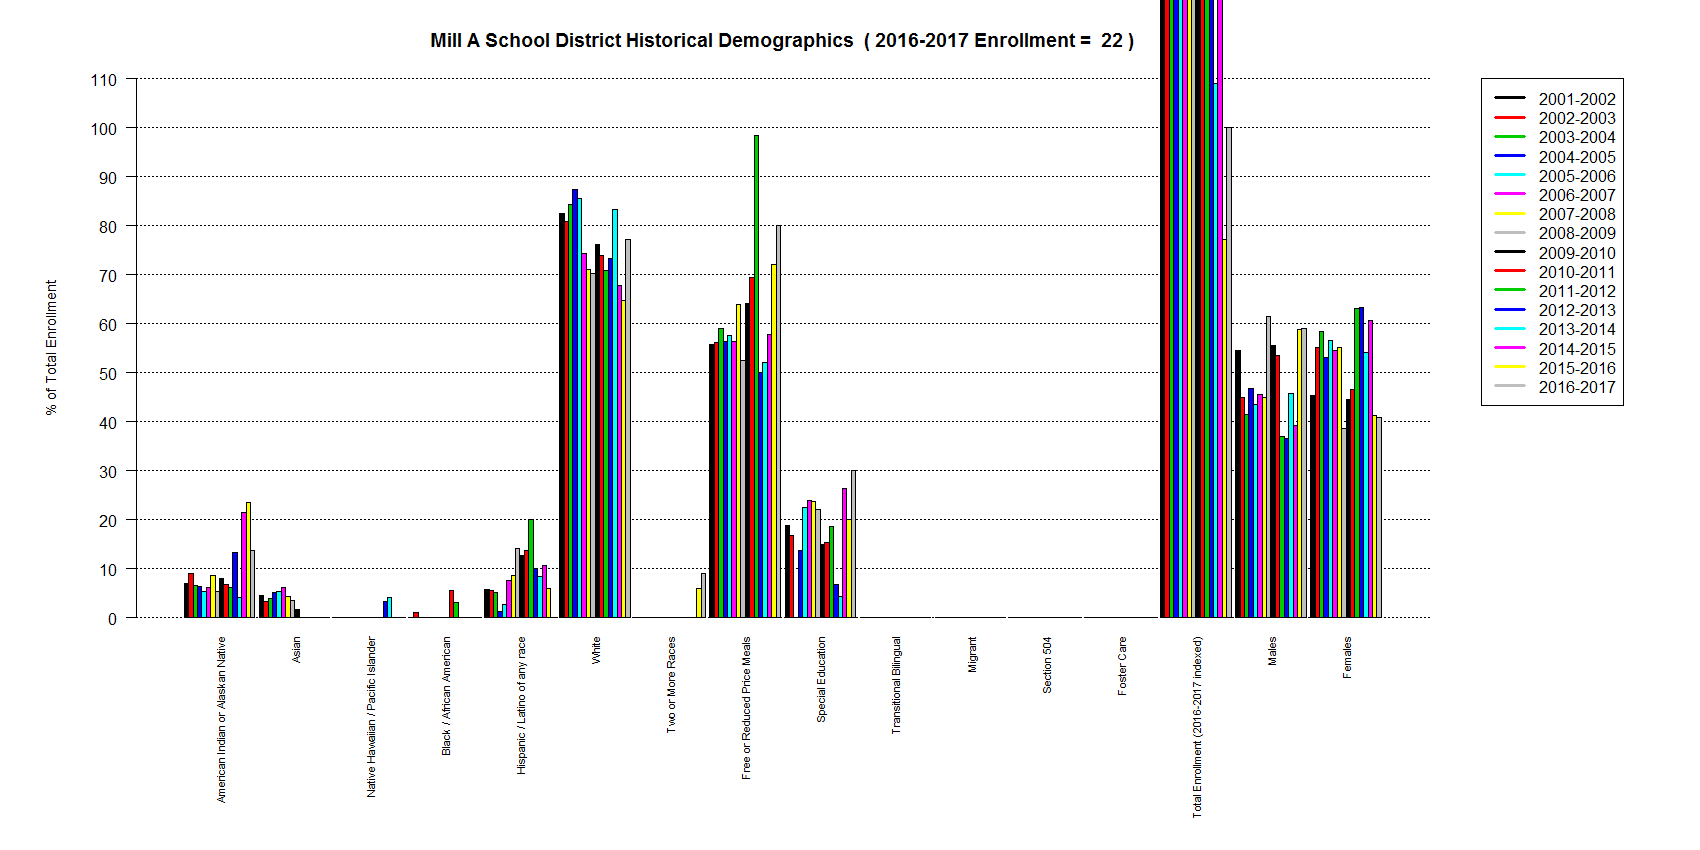 Mill A School District Historical Demographics ( 2016-2017 Enrollment = 22 )
110
100
90
80
70
60
50
40
30
20
10
0
% of Total Enrollment
American Indian or Alaskan Native
Asian
Native Hawaiian / Pacific Islander
Black / African American
Hispanic / Latino of any race
White
Two or More Races
Free or Reduced Price Meals
Special Education
Transitional Bilingual
Migrant
Section 504
Foster Care
Total Enrollment (2016-2017 indexed)
Males
Females
2001-2002
2002-2003
2003-2004
2004-2005
2005-2006
2006-2007
2007-2008
2008-2009
2009-2010
2010-2011
2011-2012
2012-2013
2013-2014
2014-2015
2015-2016
2016-2017